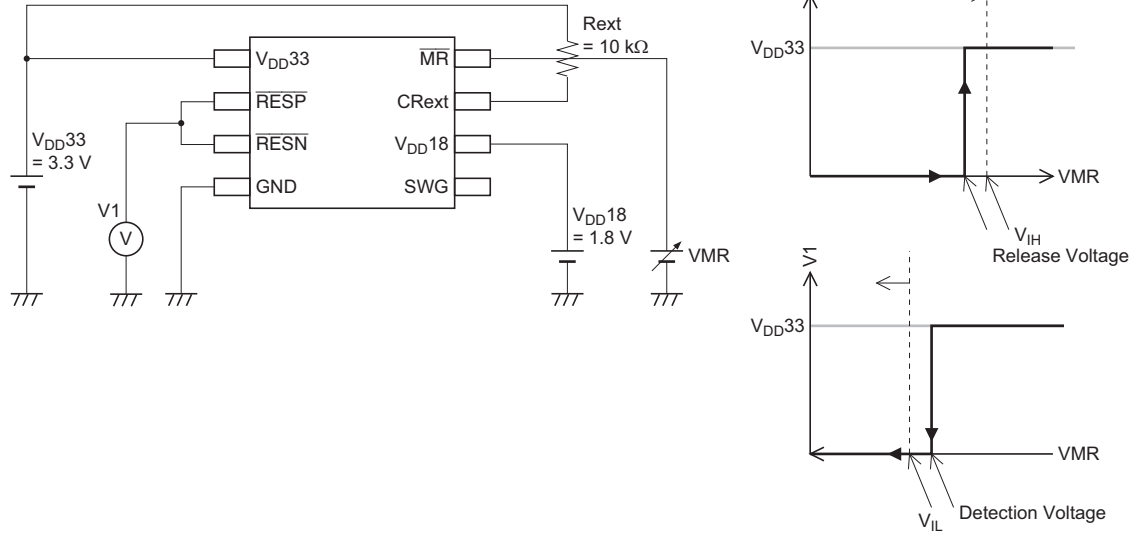 Rext
= 10 kΩ
VDD33
MR
RESP
CRext
RESN
VDD18
GND
SWG
VDD33
= 3.3 V
V1
V
VDD18
= 1.8 V
VMR
VDD33
VMR
VIH
Release Voltage
V1
VDD33
VMR
VIL
Detection Voltage